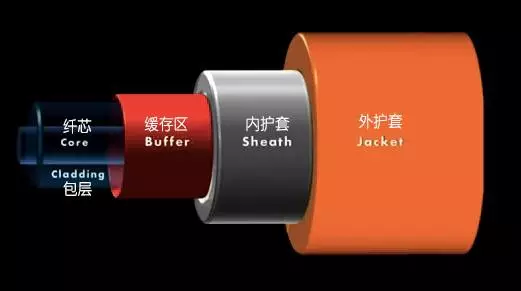 纤芯
Core
Cladding
包层
缓存区
Buffer
内护套
Sheath
外护套
Jacket